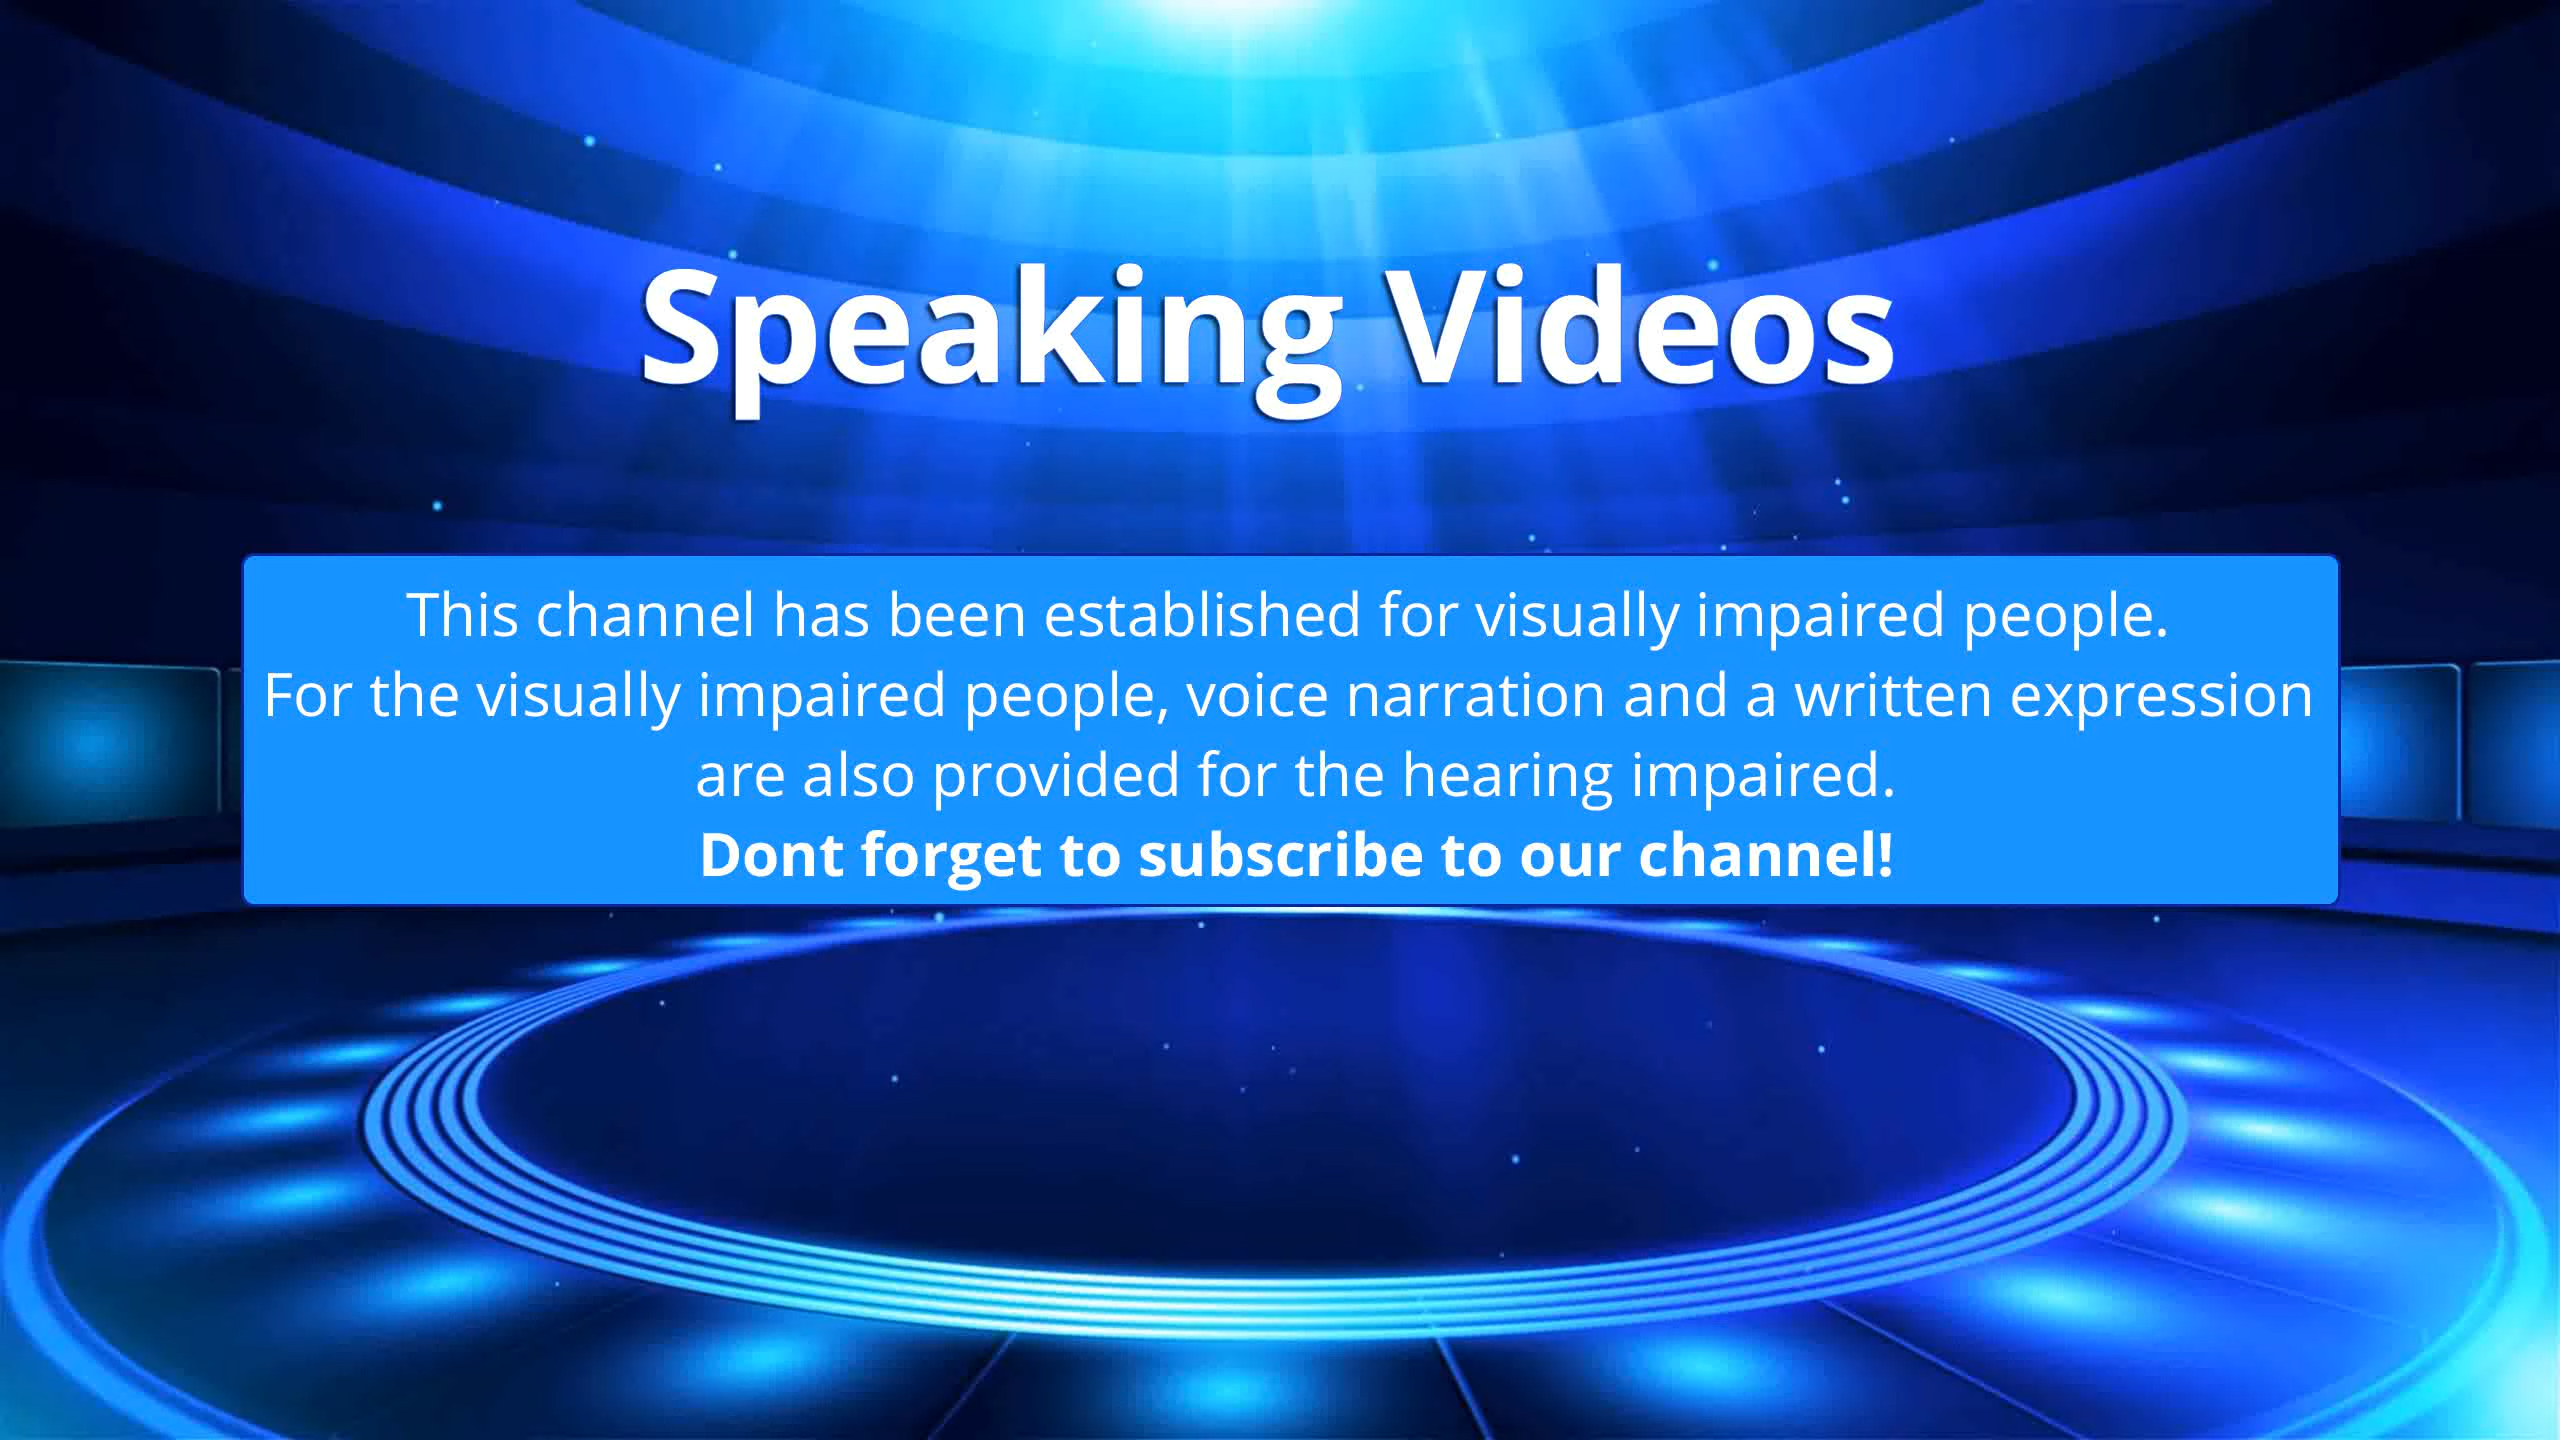 Speaking Videos
This channel has been established for visually impaired people.
For the visually impaired people, voice narration and a written expression
are also provided for the hearing impaired.
Dont forget to subscribe to our channel!